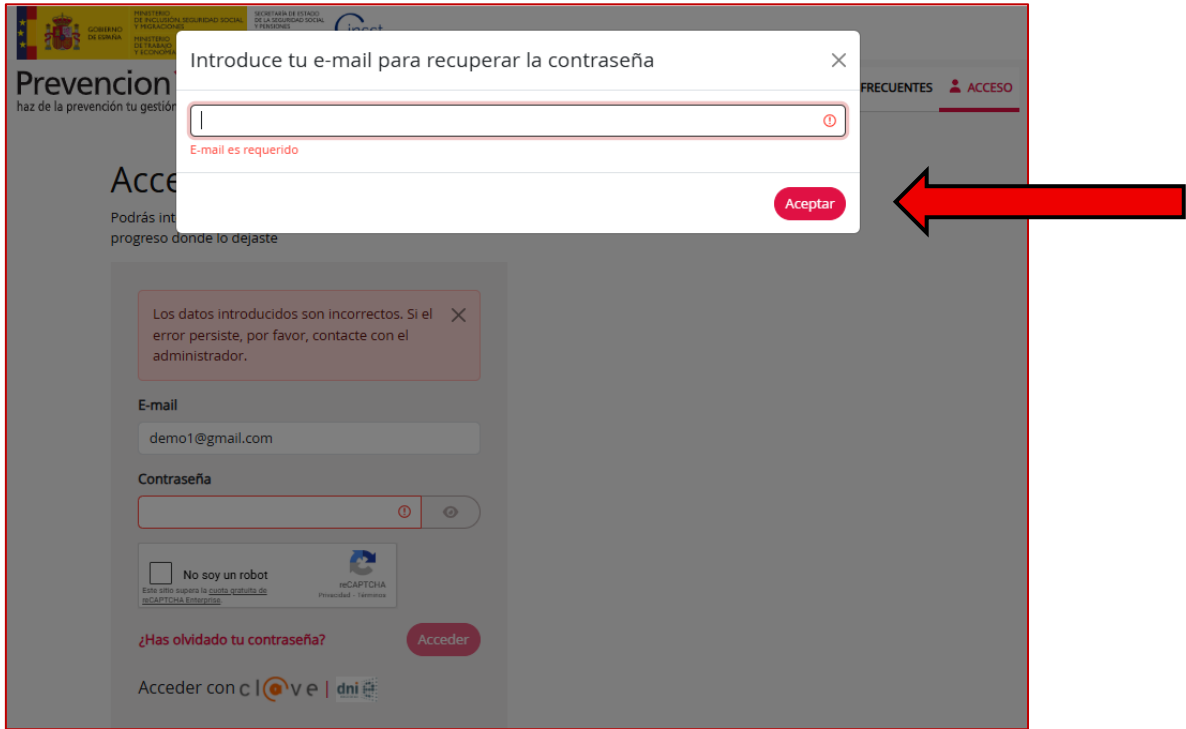 GOBIERNO
DE ESPAÑA
MINISTERIO
DE INCLUSIÓN, SEGURIDAD SOCIAL
Y MIGRACIONES
MINISTERIO
DE TRABAJO
Y ECONOMÍA
SECRETARÍA DE ESTADO
DE LA SEGURIDAD SOCIAL
Y PENSIONES
insst
Prevencion
haz de la prevención tu gestión
FRECUENTES
ACCESO
Introduce tu e-mail para recuperar la contraseña
E-mail es requerido
Aceptar
Acce
Podrás int
progreso donde lo dejaste
Los datos introducidos son incorrectos. Si el
error persiste, por favor, contacte con el
administrador.
E-mail
demo1@gmail.com
Contraseña
No soy un robot
Este sitio supera la cuota gratuita de
reCAPTCHA Enterprise.
reCAPTCHA
Privacidad - Términos
¿Has olvidado tu contraseña?
Acceder
Acceder con cl@ve | dni e